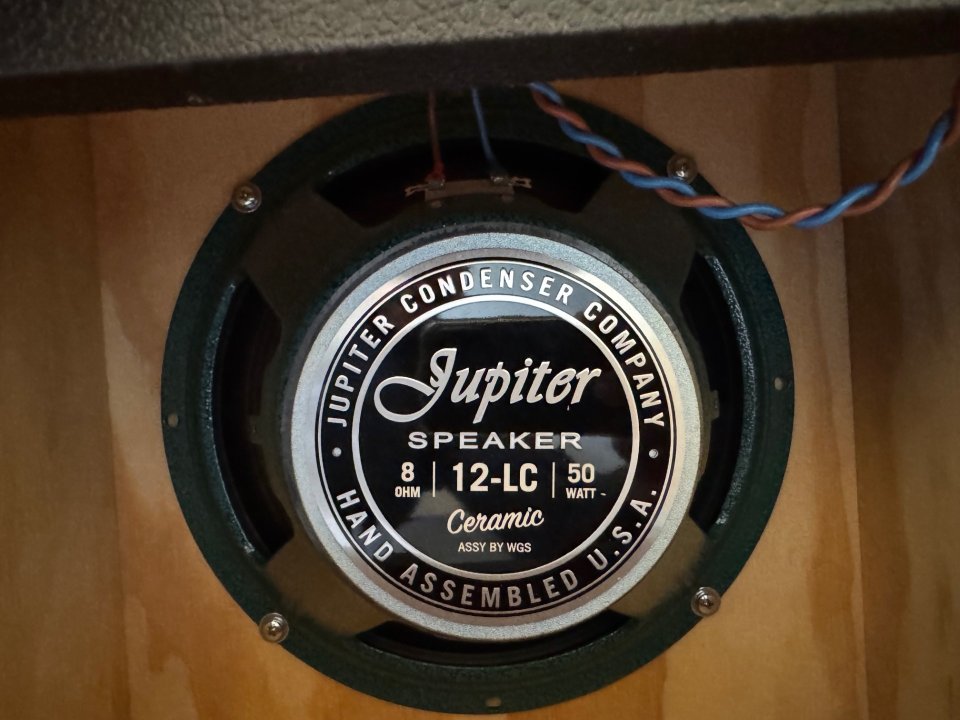 JUPITER CONDENSER COMPANY
Jupiter
SPEAKER
8 OHM | 12-LC | 50 WATT
Ceramic
ASSY BY WGS
HAND ASSEMBLED U.S.A.